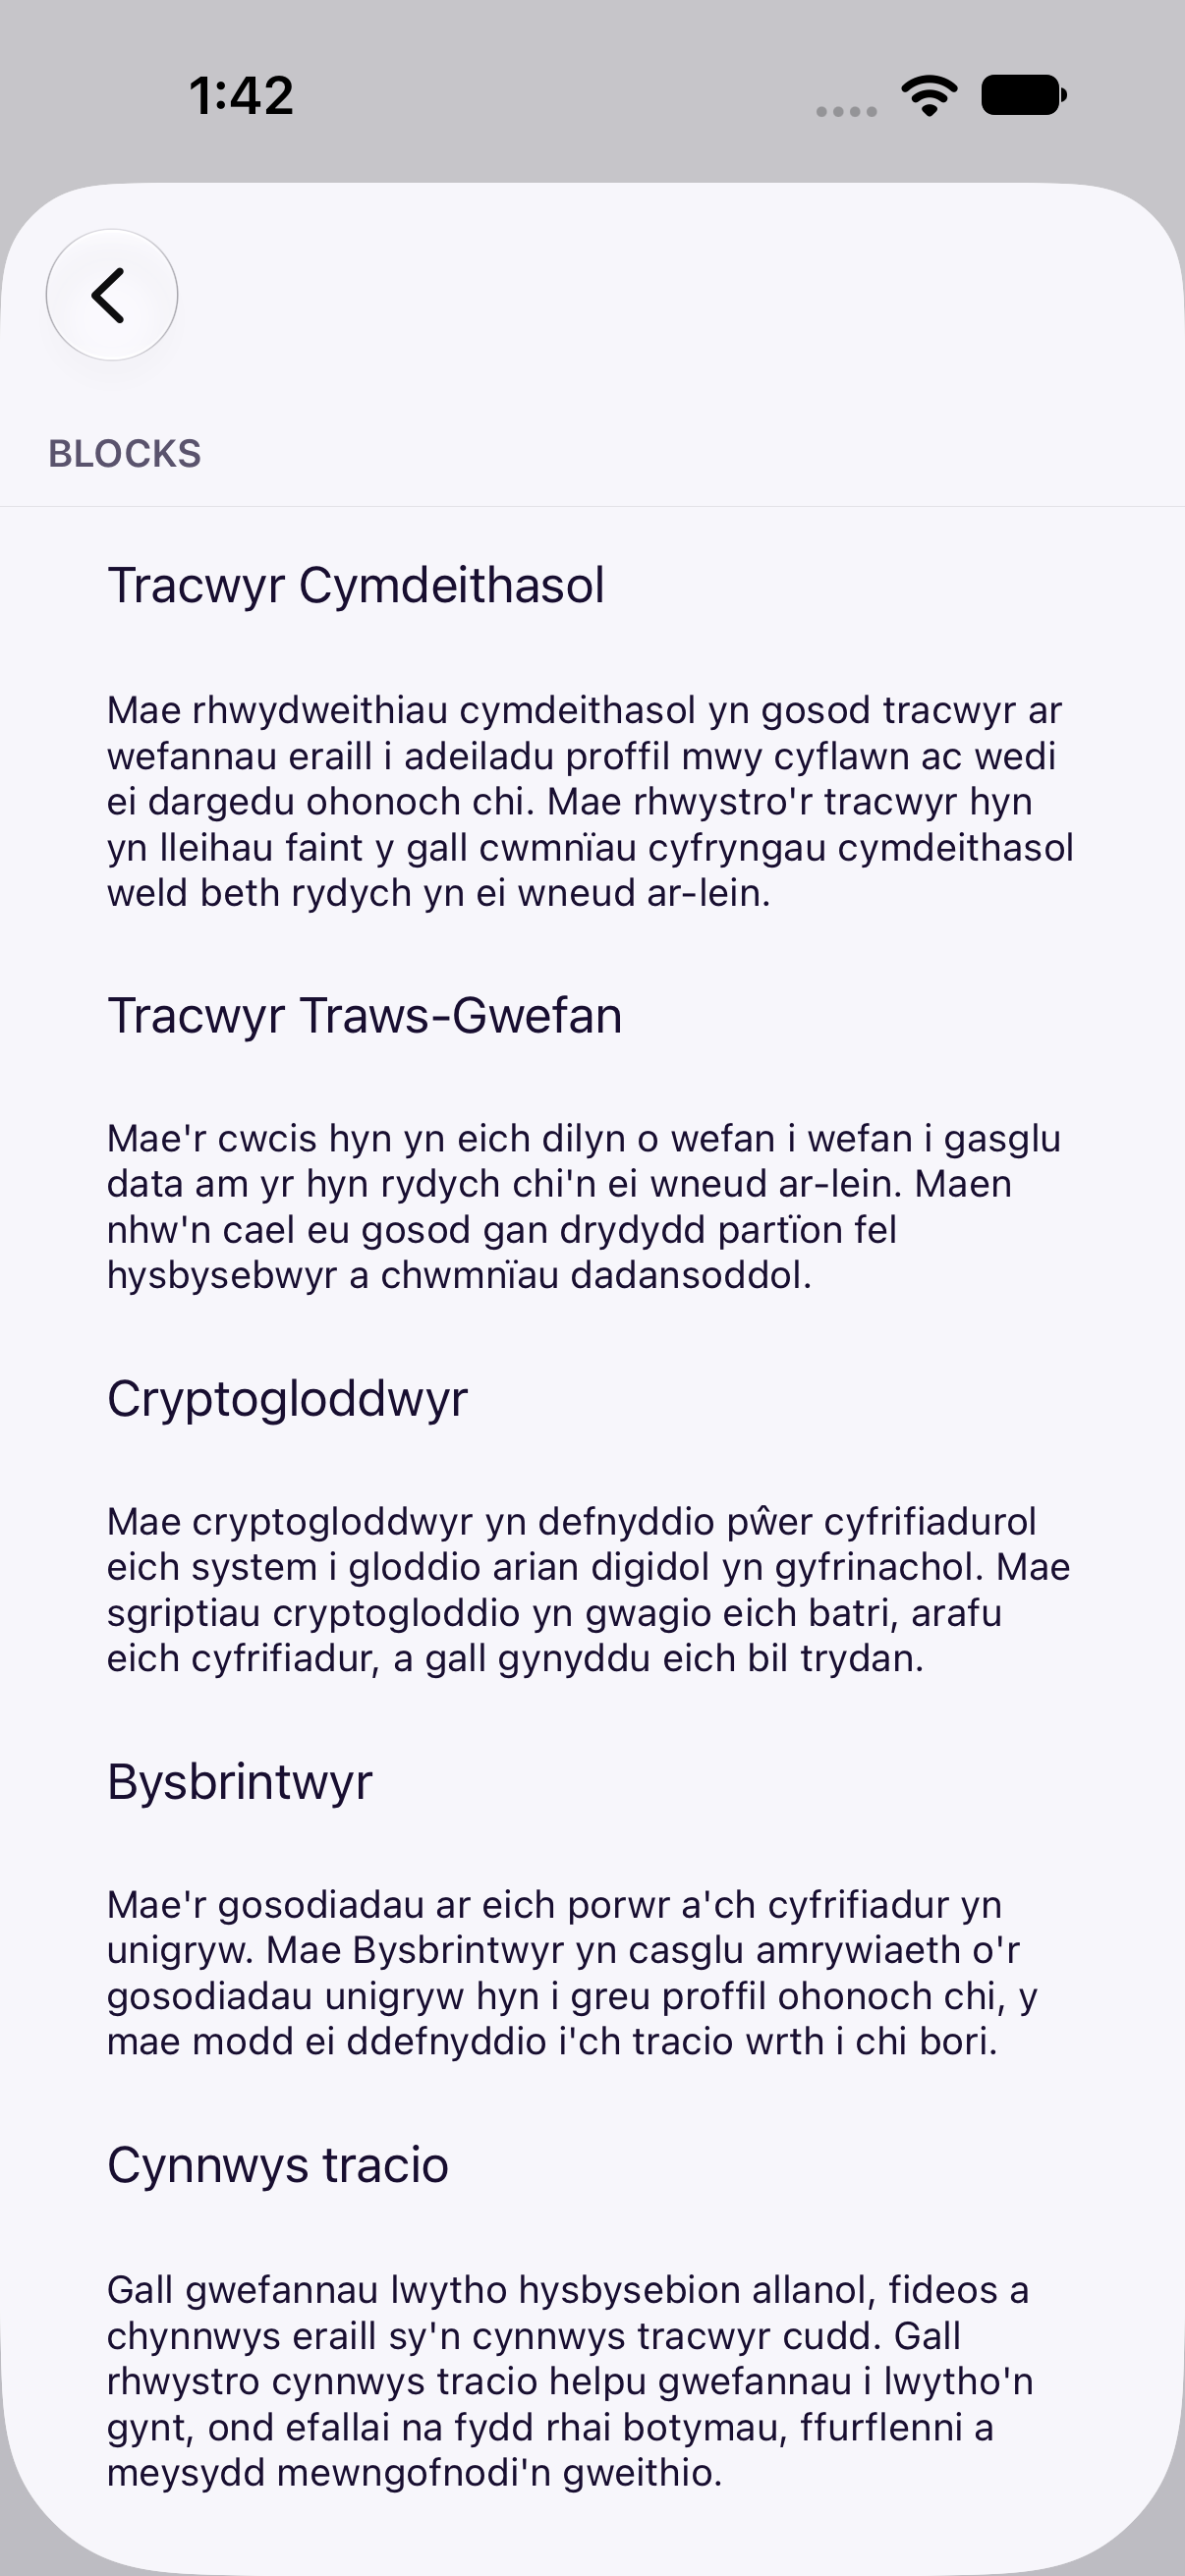 1:42
BLOCKS
Tracwyr Cymdeithasol
Mae rhwydweithiau cymdeithasol yn gosod tracwyr ar
wefannau eraill i adeiladu proffil mwy cyflawn ac wedi
ei dargedu ohonoch chi. Mae rhwystro'r tracwyr hyn
yn lleihau faint y gall cwmnïau cyfryngau cymdeithasol
weld beth rydych yn ei wneud ar-lein.
Tracwyr Traws-Gwefan
Mae'r cwcis hyn yn eich dilyn o wefan i wefan i gasglu
data am yr hyn rydych chi'n ei wneud ar-lein. Maen
nhw'n cael eu gosod gan drydydd partïon fel
hysbysebwyr a chwmnïau dadansoddol.
Cryptogloddwyr
Mae cryptogloddwyr yn defnyddio pŵer cyfrifiadurol
eich system i gloddio arian digidol yn gyfrinachol. Mae
sgriptiau cryptogloddio yn gwagio eich batri, arafu
eich cyfrifiadur, a gall gynyddu eich bil trydan.
Bysbrintwyr
Mae'r gosodiadau ar eich porwr a'ch cyfrifiadur yn
unigryw. Mae Bysbrintwyr yn casglu amrywiaeth o'r
gosodiadau unigryw hyn i greu proffil ohonoch chi, y
mae modd ei ddefnyddio i'ch tracio wrth i chi bori.
Cynnwys tracio
Gall gwefannau lwytho hysbysebion allanol, fideos a
chynnwys eraill sy'n cynnwys tracwyr cudd. Gall
rhwystro cynnwys tracio helpu gwefannau i lwytho'n
gynt, ond efallai na fydd rhai botymau, ffurflenni a
meysydd mewngofnodi'n gweithio.